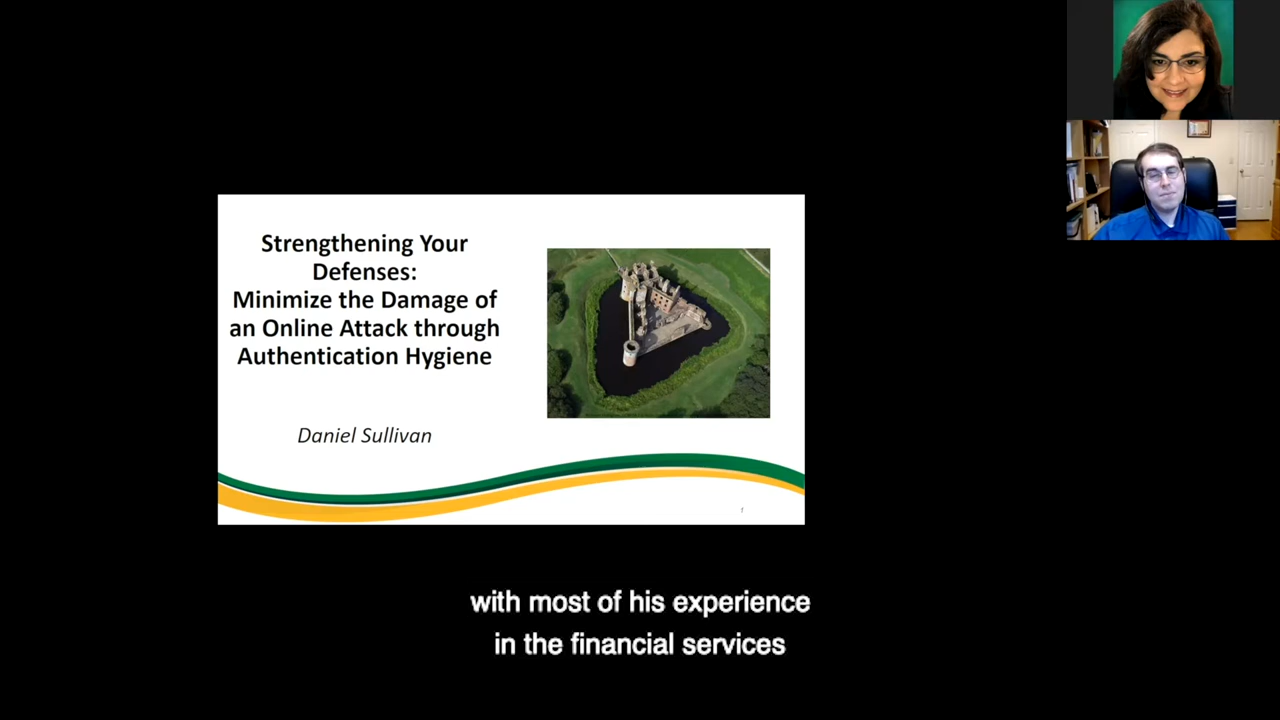 Strengthening Your
Defenses:
Minimize the Damage of
an Online Attack through
Authentication Hygiene
Daniel Sullivan
1
with most of his experience
in the financial services